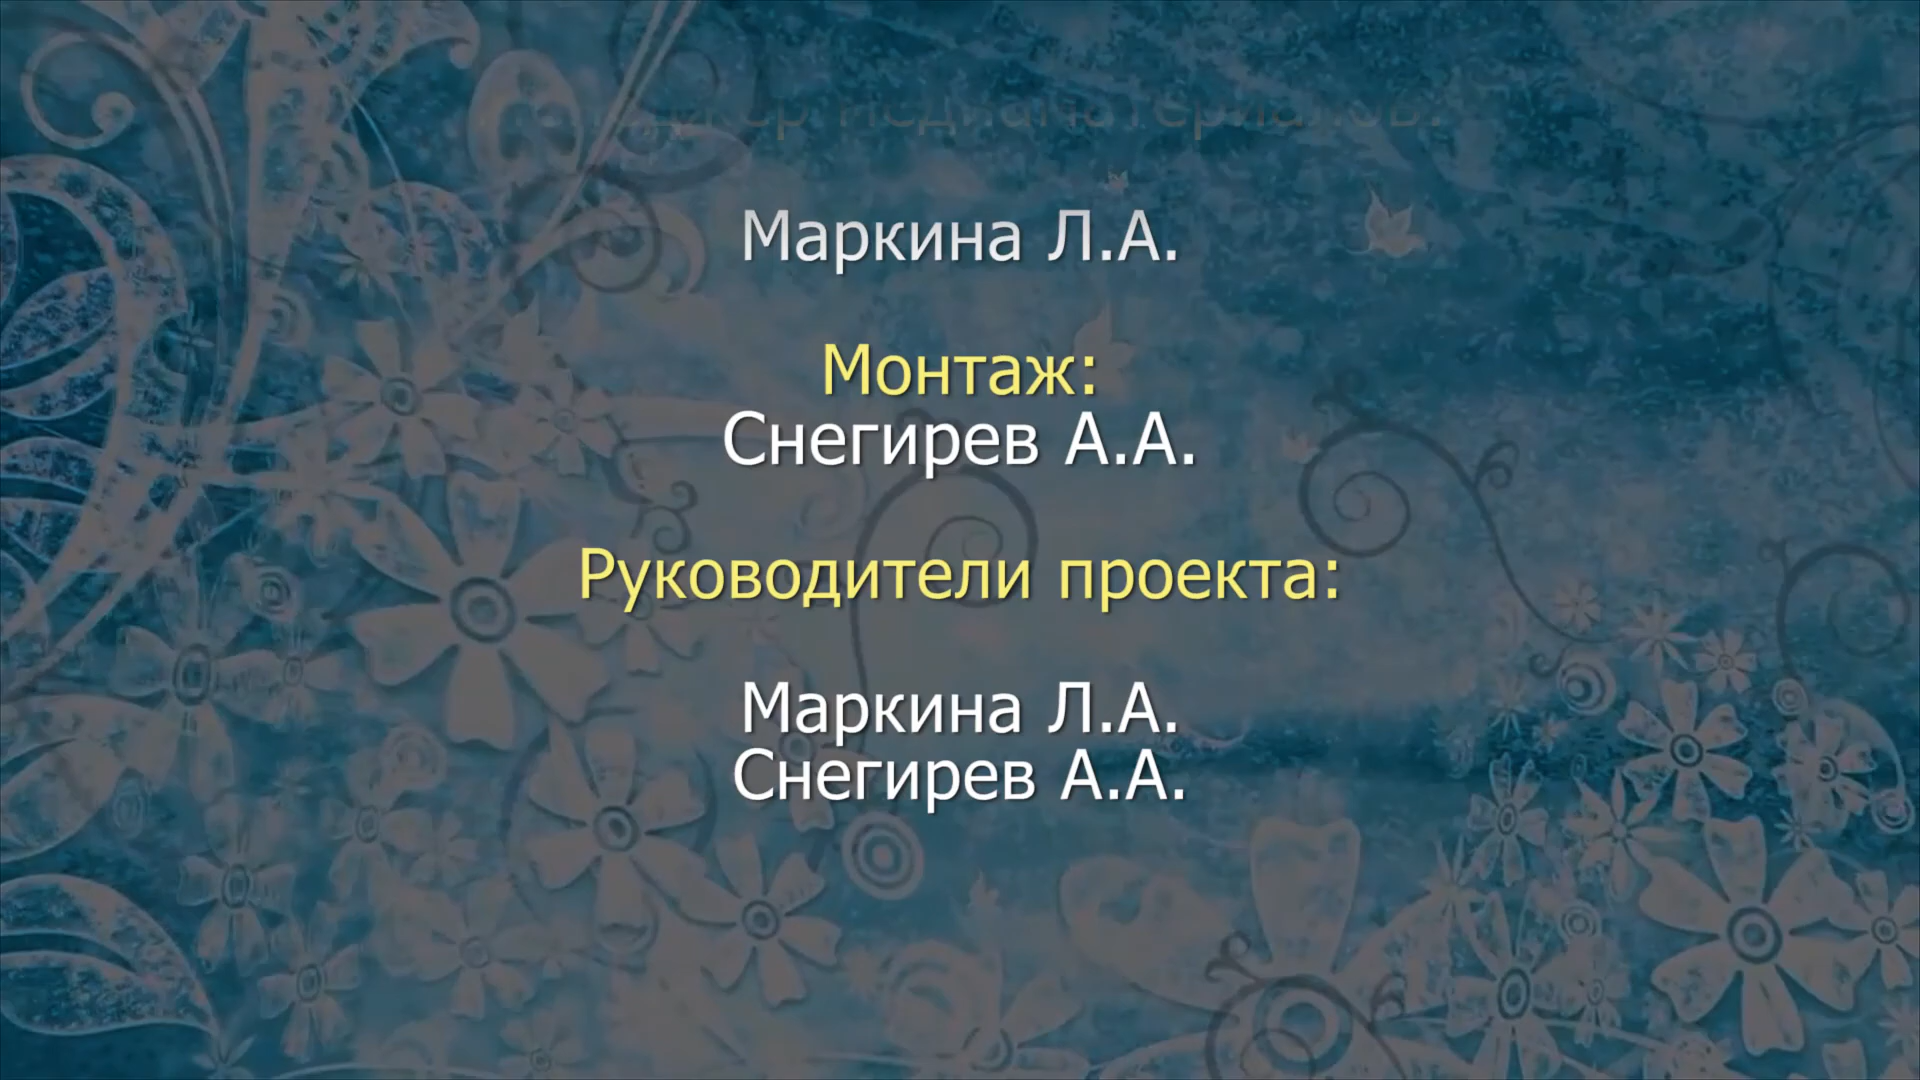 Маркина Л.А.
Монтаж:
Снегирев А.А.
Руководители проекта:
Маркина Л.А.
Снегирев А.А.